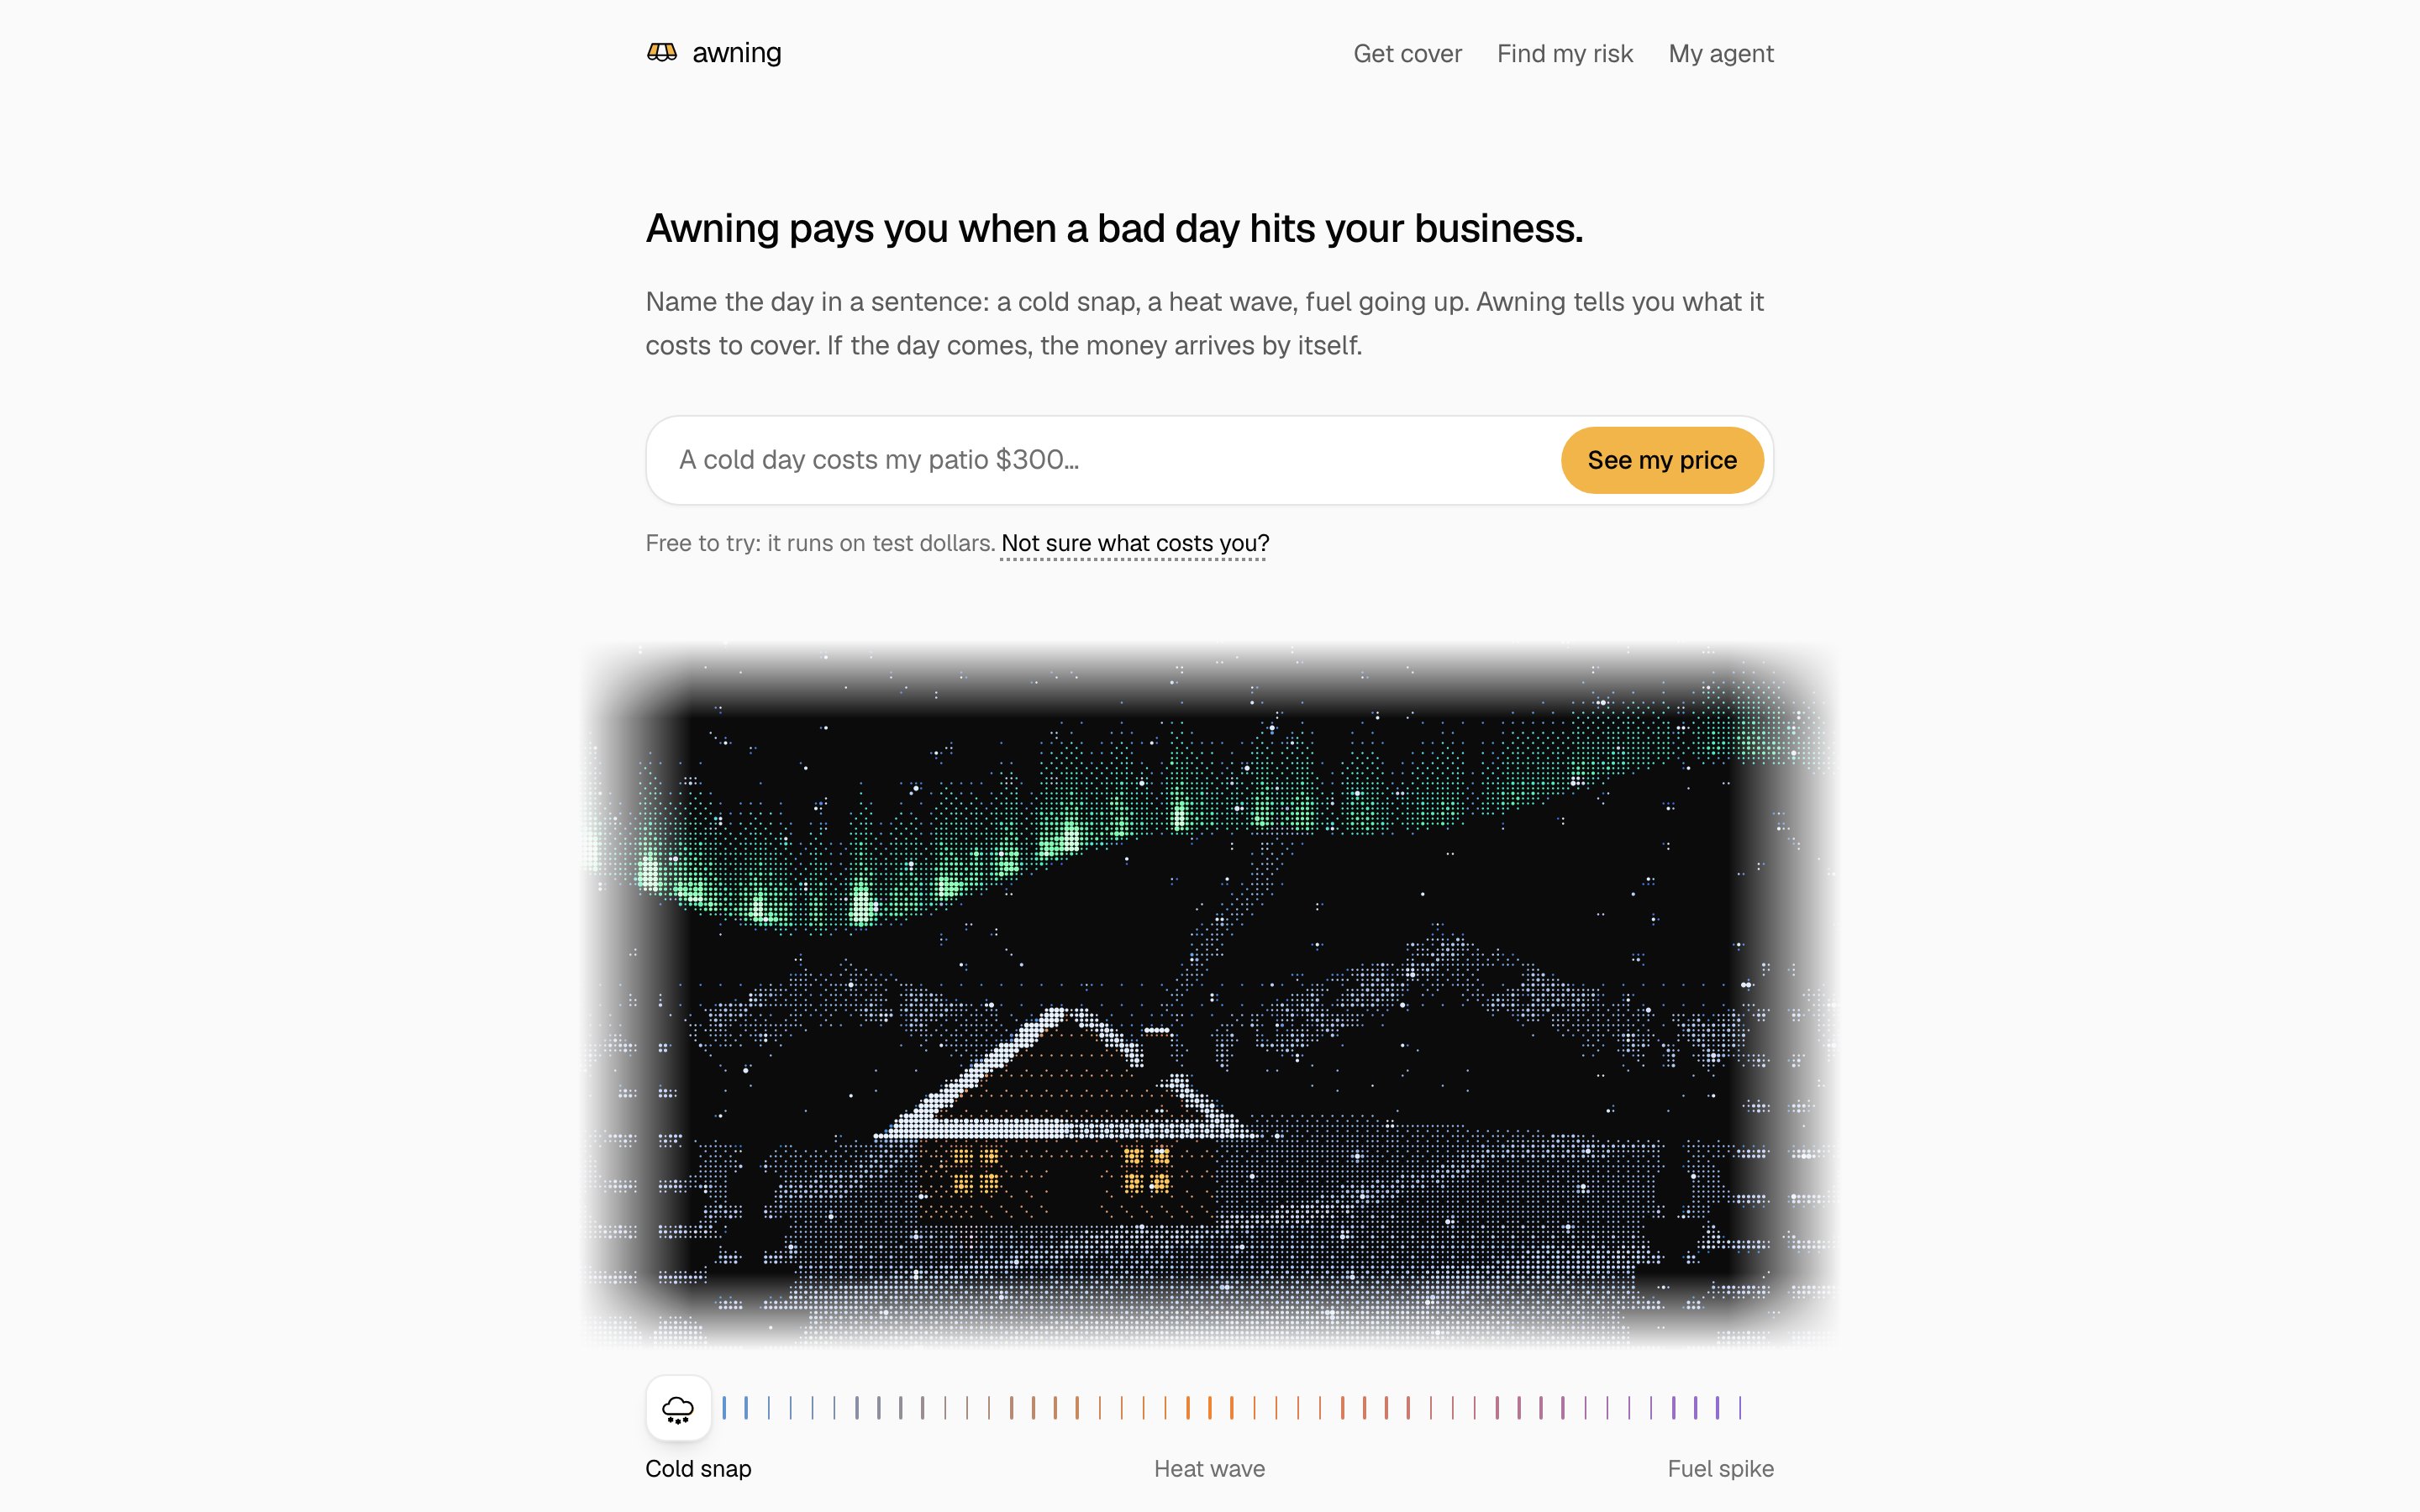 awning
Get cover
Find my risk
My agent
Awning pays you when a bad day hits your business.
Name the day in a sentence: a cold snap, a heat wave, fuel going up. Awning tells you what it
costs to cover. If the day comes, the money arrives by itself.
A cold day costs my patio $300...
See my price
Free to try: it runs on test dollars. Not sure what costs you?
Cold snap
Heat wave
Fuel spike